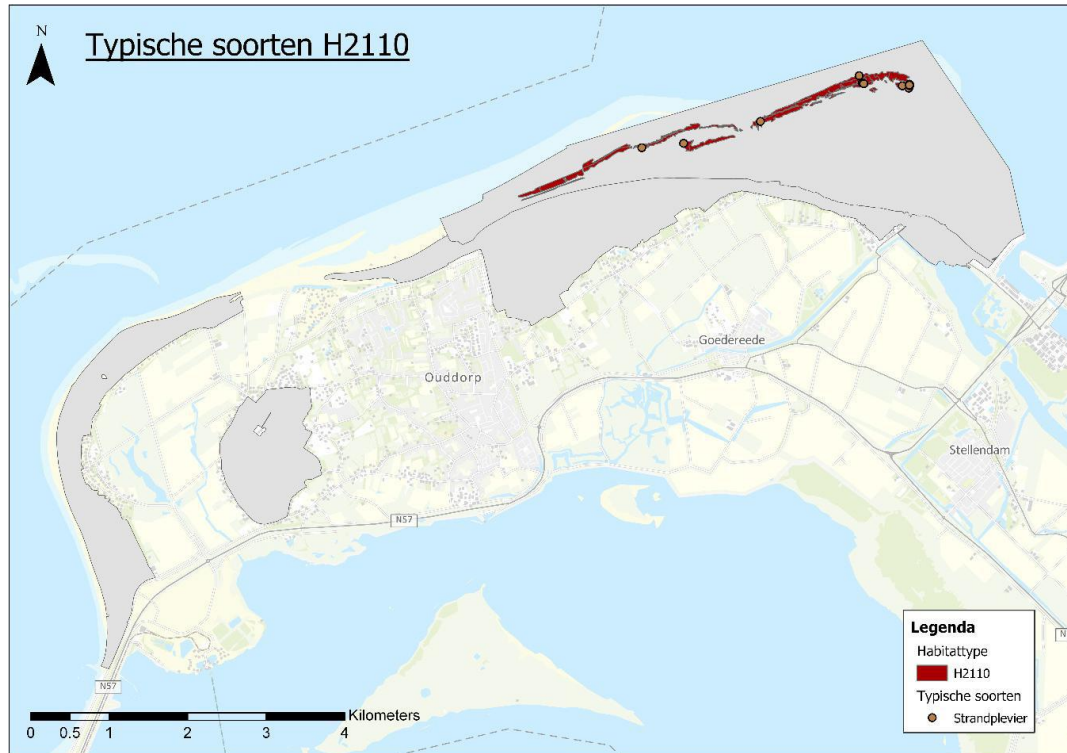 N
Typische soorten H2110
Goedereede
Ouddorp
Stellendam
N57
N57
Legenda
Habitattype
H2110
Typische soorten
Strandplevier
N
Kilometers
0 0.5 1 2 3 4